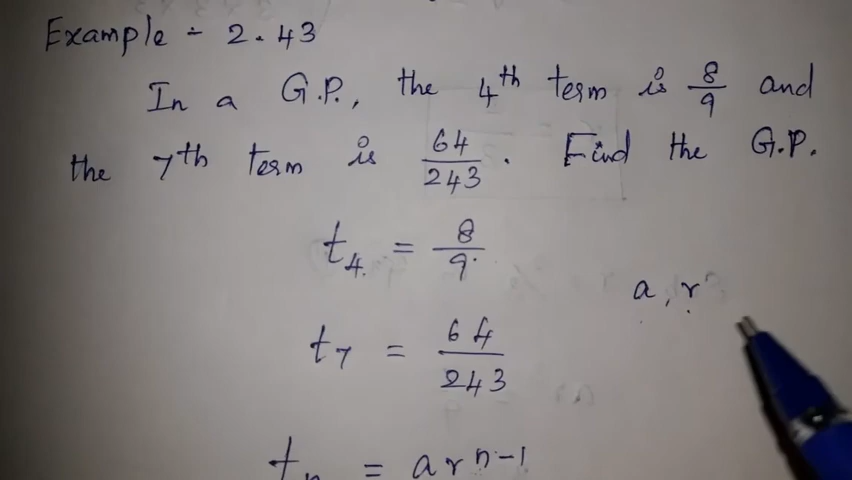 Example - 2.43
In a G.P., the 4th term is 8/9 and
the 7th term is 64/243. Find the G.P.
t4 = 8/9
a, r
t7 = 64/243
tn = ar^n-1